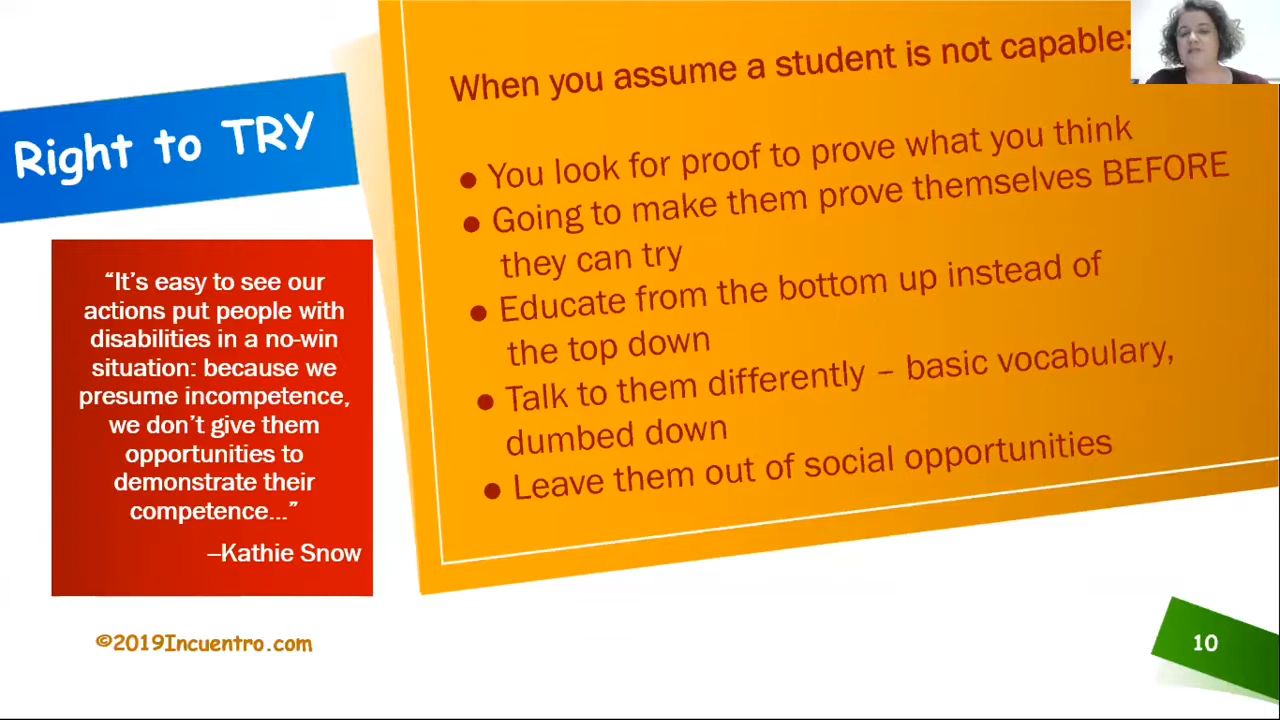 Right to TRY
“It’s easy to see our
actions put people with
disabilities in a no-win
situation: because we
presume incompetence,
we don’t give them
opportunities to
demonstrate their
competence...”
–Kathie Snow
When you assume a student is not capable:
● You look for proof to prove what you think
● Going to make them prove themselves BEFORE
they can try
● Educate from the bottom up instead of
the top down
● Talk to them differently – basic vocabulary,
dumbed down
● Leave them out of social opportunities
©2019Incuentro.com
10